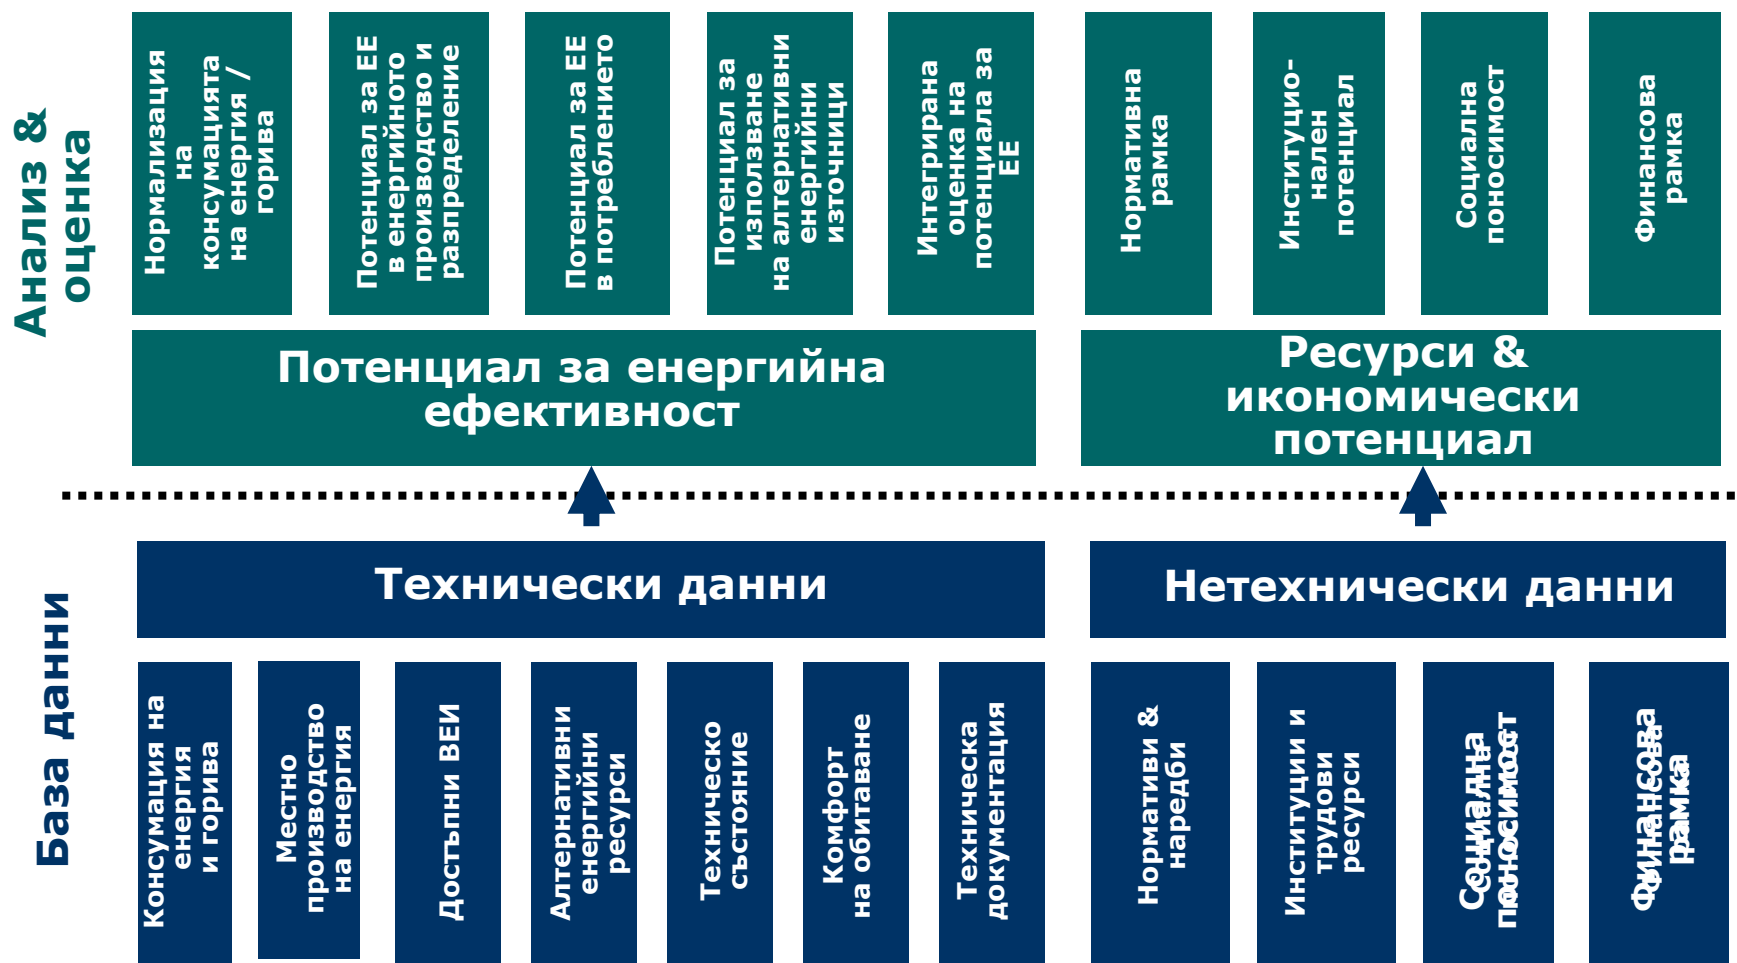 Анализ &
оценка
Нормализация
на
консумацията
на енергия /
горива
Потенциал за ЕЕ
в енергийното
производство и
разпределение
Потенциал за ЕЕ
в потреблението
Потенциал за
използване
на алтернативни
енергийни
източници
Интегрирана
оценка на
потенциала за
ЕЕ
Нормативна
рамка
Институцио-
нален
потенциал
Социална
поносимост
Финансова
рамка
Потенциал за енергийна
ефективност
Ресурси &
икономически
потенциал
База данни
Технически данни
Нетехнически данни
Консумация на
енергия
и горива
Местно
производство
на енергия
Достъпни ВЕИ
Алтернативни
енергийни
ресурси
Техническо
състояние
Комфорт
на обитаване
Техническа
документация
Нормативи &
наредби
Институции и
трудови
ресурси
Социална
поносимост
Социална
поносимост
Финансова
рамка
Финансова
рамка